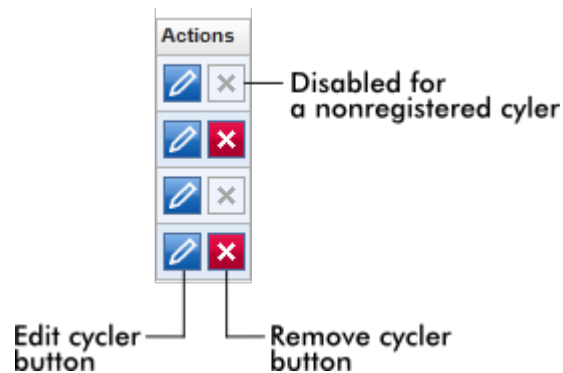 Actions
Disabled for
a nonregistered cyler
Edit cycler
button
Remove cycler
button